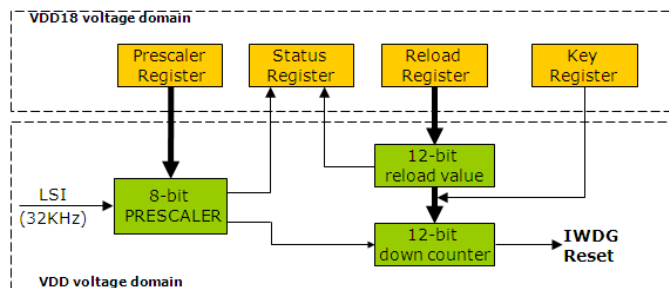 VDD18 voltage domain
Prescaler
Register
Status
Register
Reload
Register
Key
Register
12-bit
reload value
LSI
(32KHz)
8-bit
PRESCALER
12-bit
down counter
IWDG
Reset
VDD voltage domain